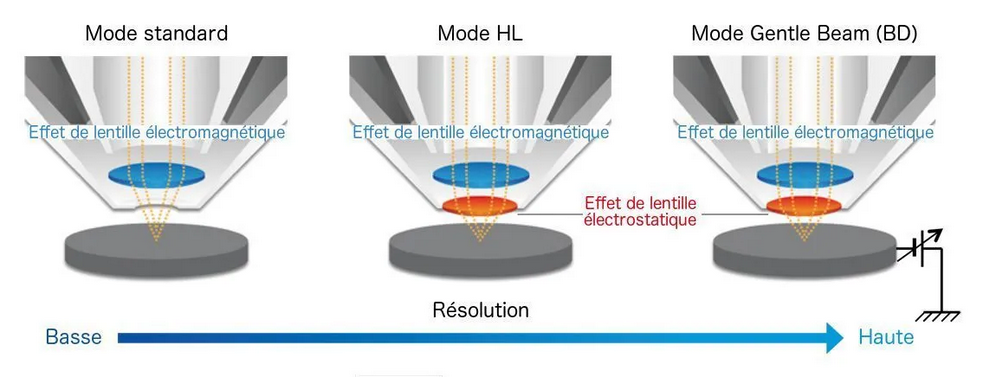 Mode standard
Mode HL
Mode Gentle Beam (BD)
Effet de lentille électromagnétique
Effet de lentille électromagnétique
Effet de lentille électromagnétique
Effet de lentille
électrostatique
Résolution
Basse
Haute